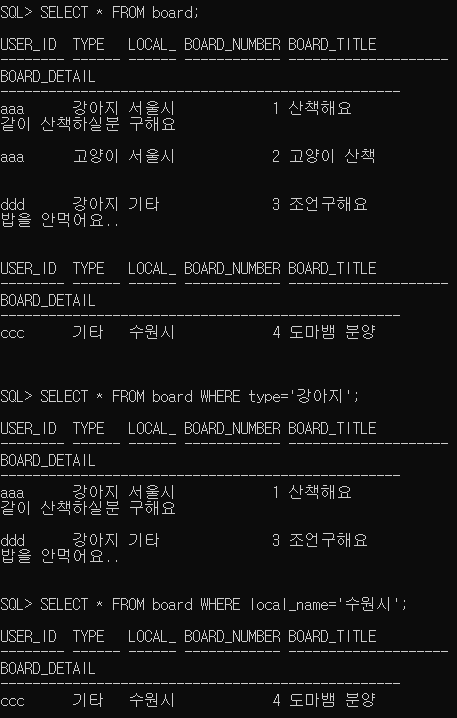 SQL> SELECT * FROM board;
USER_ID TYPE LOCAL_ BOARD_NUMBER BOARD_TITLE
-------- ------ ------ ------------ --------------------
BOARD_DETAIL
--------------------------------------------------
aaa 강아지 서울시 1 산책해요
같이 산책하실분 구해요
aaa 고양이 서울시 2 고양이 산책
ddd 강아지 기타 3 조언구해요
밥을 안먹어요..
USER_ID TYPE LOCAL_ BOARD_NUMBER BOARD_TITLE
-------- ------ ------ ------------ --------------------
BOARD_DETAIL
--------------------------------------------------
ccc 기타 수원시 4 도마뱀 분양
SQL> SELECT * FROM board WHERE type='강아지';
USER_ID TYPE LOCAL_ BOARD_NUMBER BOARD_TITLE
-------- ------ ------ ------------ --------------------
BOARD_DETAIL
--------------------------------------------------
aaa 강아지 서울시 1 산책해요
같이 산책하실분 구해요
ddd 강아지 기타 3 조언구해요
밥을 안먹어요..
SQL> SELECT * FROM board WHERE local_name='수원시';
USER_ID TYPE LOCAL_ BOARD_NUMBER BOARD_TITLE
-------- ------ ------ ------------ --------------------
BOARD_DETAIL
--------------------------------------------------
ccc 기타 수원시 4 도마뱀 분양